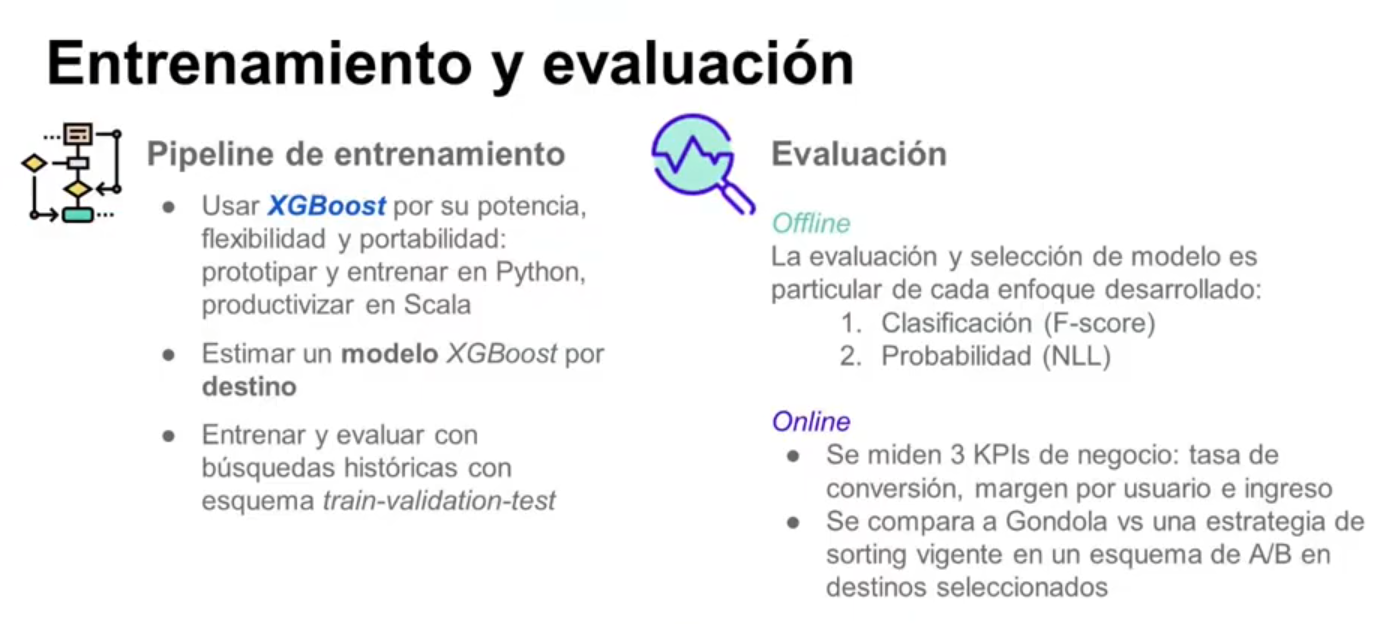 Entrenamiento y evaluación
Pipeline de entrenamiento
● Usar XGBoost por su potencia,
flexibilidad y portabilidad:
prototipar y entrenar en Python,
productivizar en Scala
● Estimar un modelo XGBoost por
destino
● Entrenar y evaluar con
búsquedas históricas con
esquema train-validation-test
Evaluación
Offline
La evaluación y selección de modelo es
particular de cada enfoque desarrollado:
1. Clasificación (F-score)
2. Probabilidad (NLL)
Online
● Se miden 3 KPIs de negocio: tasa de
conversión, margen por usuario e ingreso
● Se compara a Gondola vs una estrategia de
sorting vigente en un esquema de A/B en
destinos seleccionados